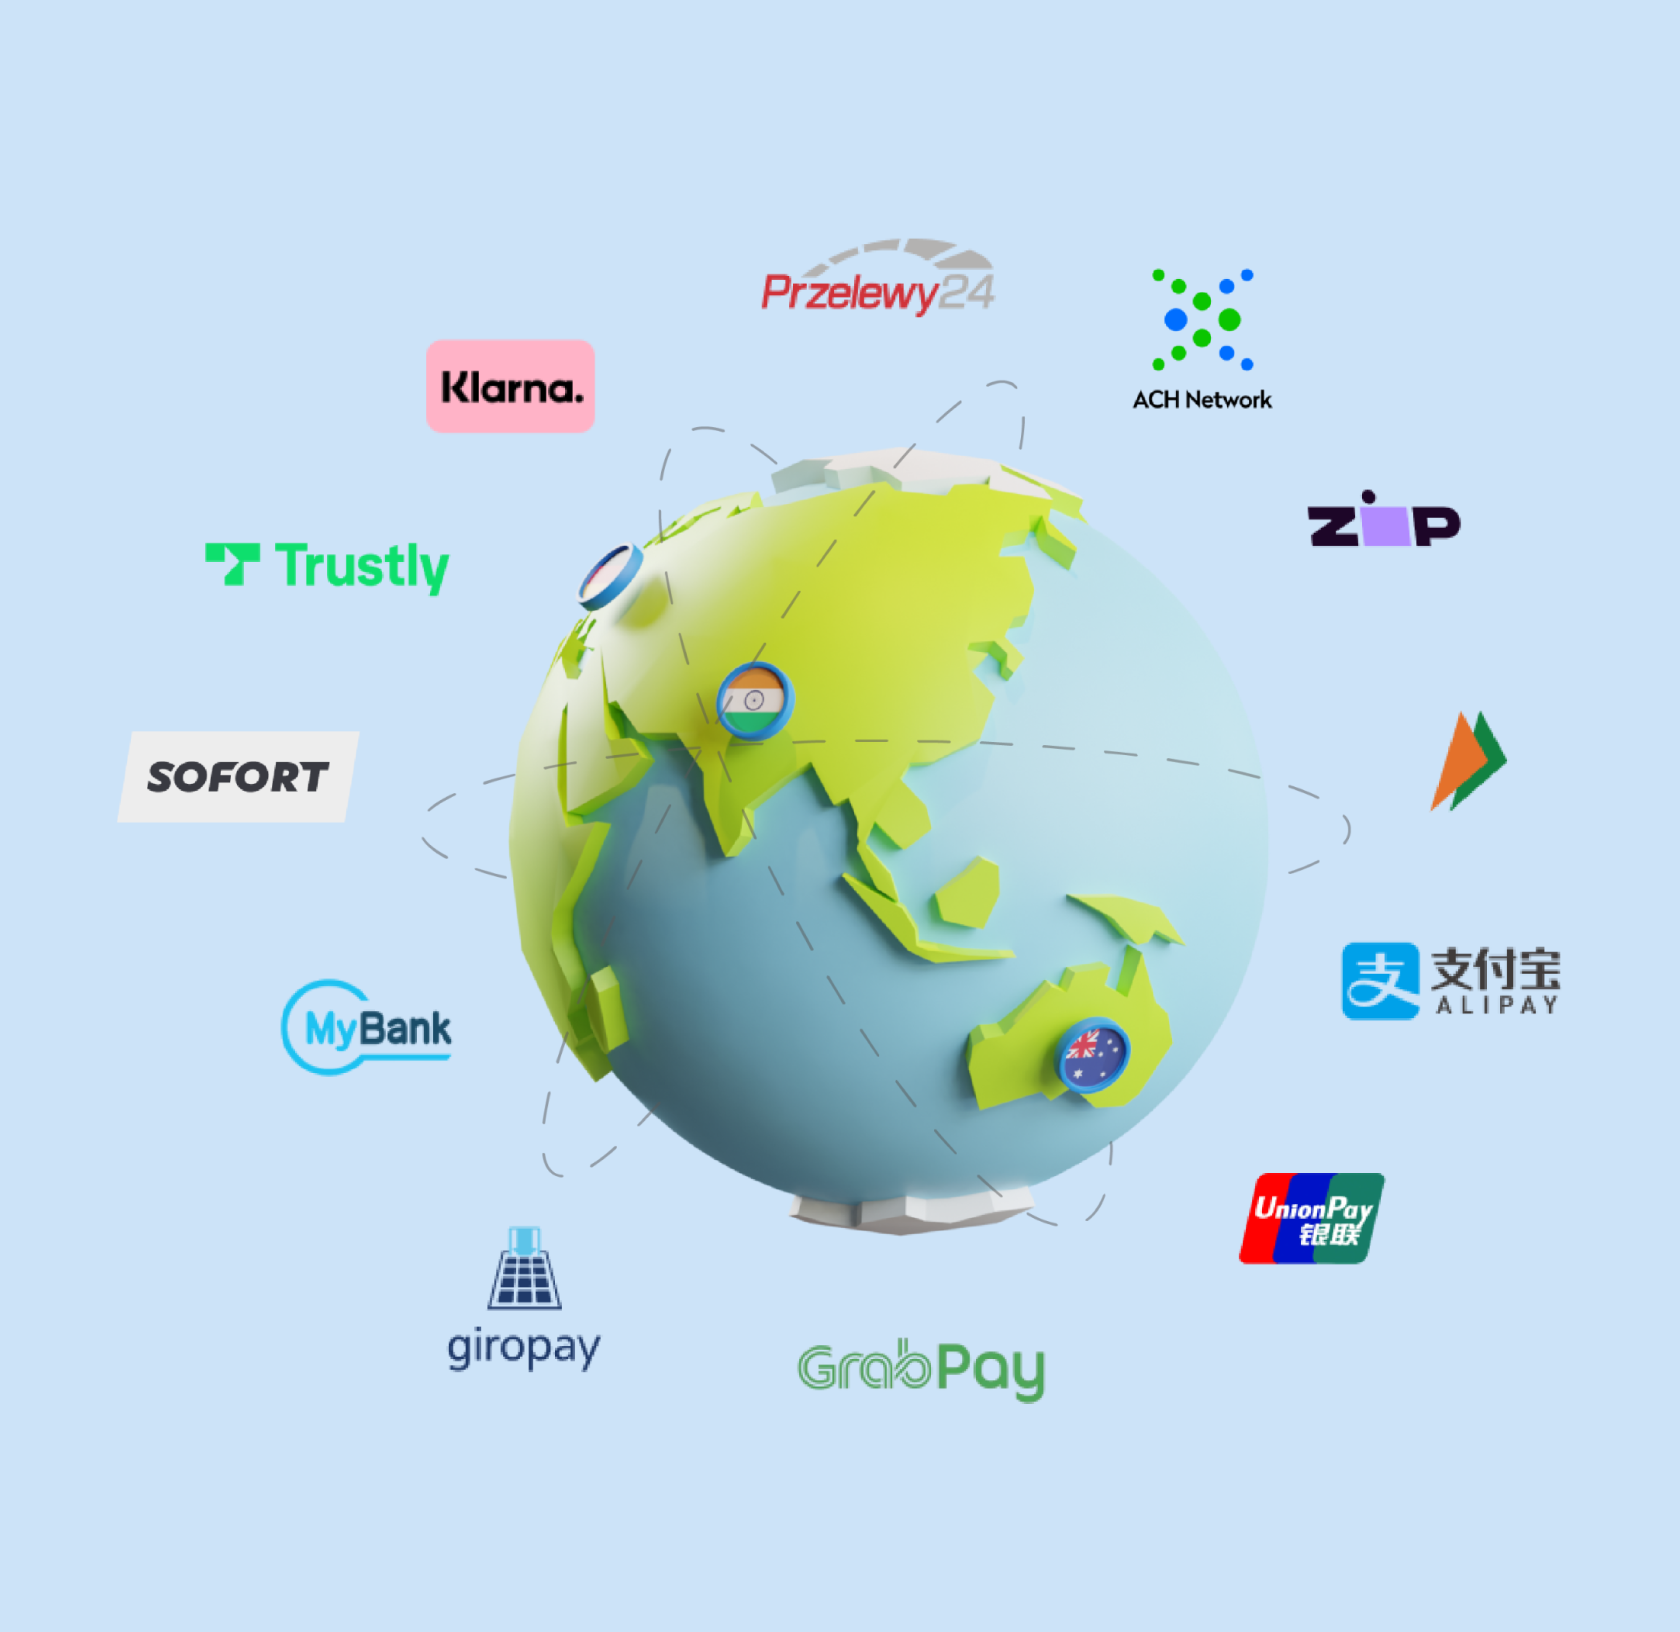 Przelewy24
ACH Network
Klarna.
zip
Trustly
SOFORT
支付宝
ALIPAY
MyBank
UnionPay
银联
giropay
GrabPay